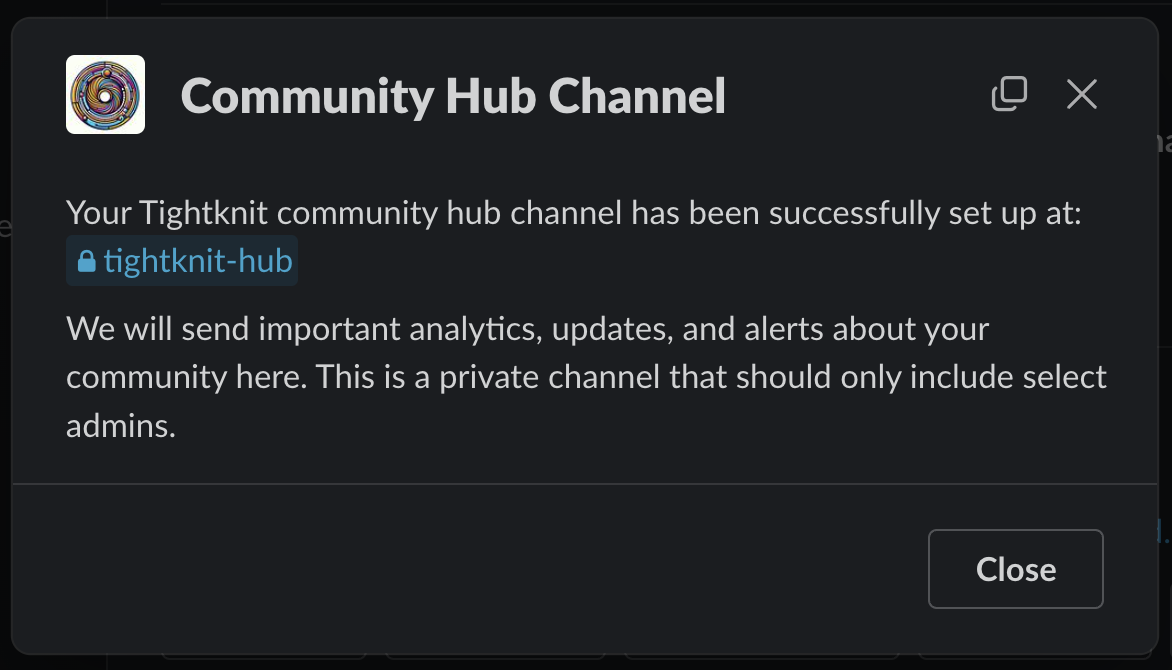 Community Hub Channel
Your Tightknit community hub channel has been successfully set up at:
tightknit-hub
We will send important analytics, updates, and alerts about your
community here. This is a private channel that should only include select
admins.
Close